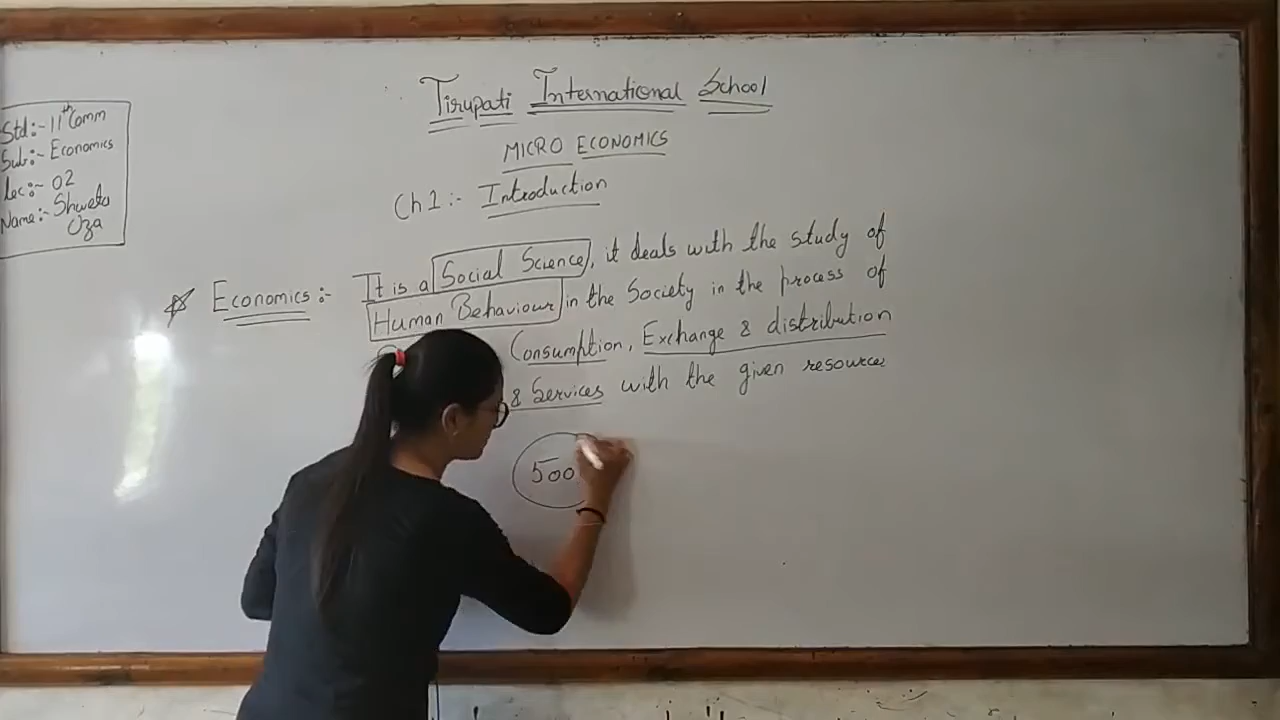 Tirupati International School
MICRO ECONOMICS
Ch 1 :- Introduction
Std :- 11th Comm
Sub :- Economics
Lec :- 02
Name :- Shweta
Oza
Economics :- It is a Social Science, it deals with the study of
Human Behaviour in the Society in the process of
Consumption, Exchange & distribution
& Services with the given resources
500